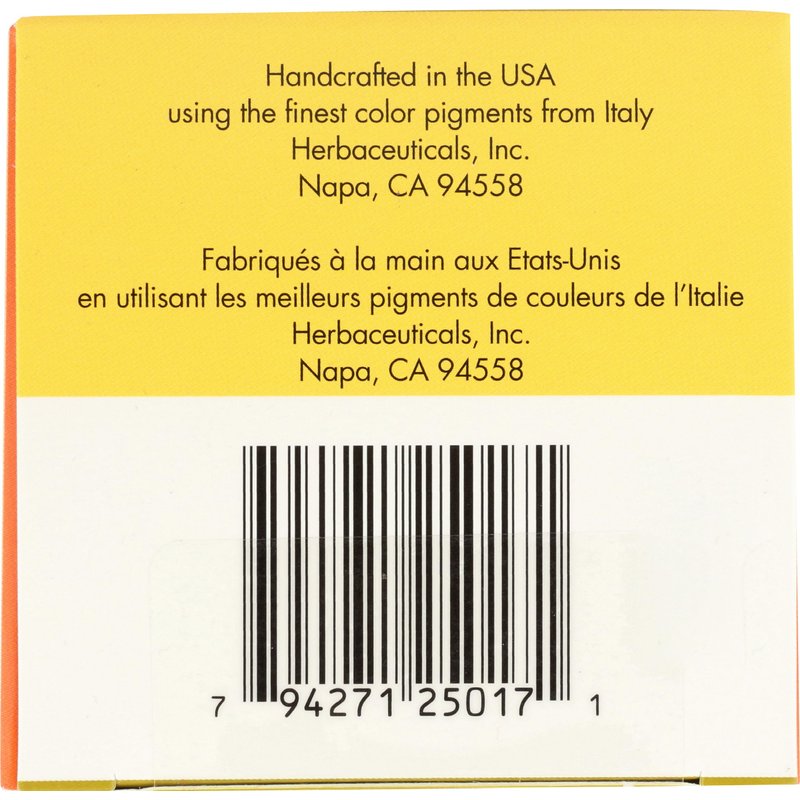 Handcrafted in the USA
using the finest color pigments from Italy
Herbaceuticals, Inc.
Napa, CA 94558
Fabriqués à la main aux Etats-Unis
en utilisant les meilleurs pigments de couleurs de l’Italie
Herbaceuticals, Inc.
Napa, CA 94558
7 94271 25017 1